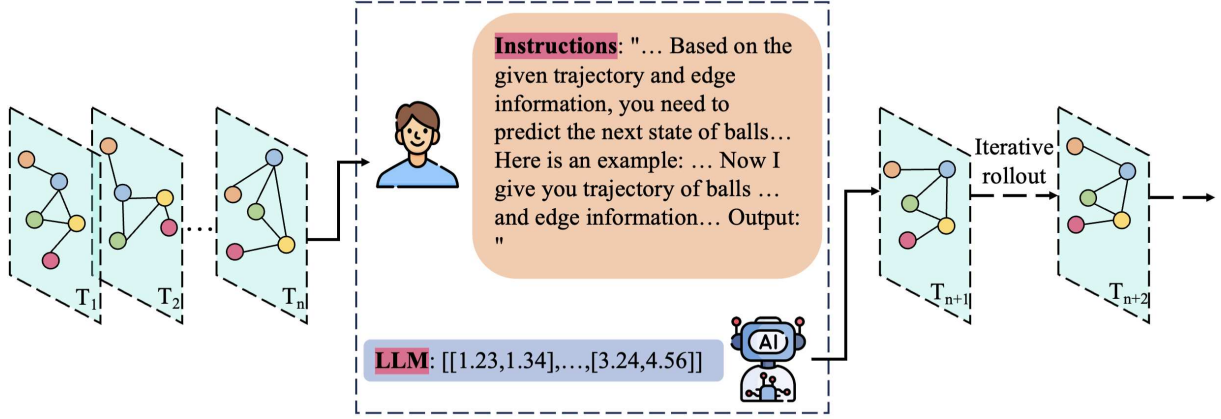 Instructions: "… Based on the
given trajectory and edge
information, you need to
predict the next state of balls…
Here is an example: … Now I
give you trajectory of balls …
and edge information… Output:
"
T1
T2
……
Tn
LLM: [[1.23,1.34],…,[3.24,4.56]]
AI
Tn+1
Iterative
rollout
Tn+2